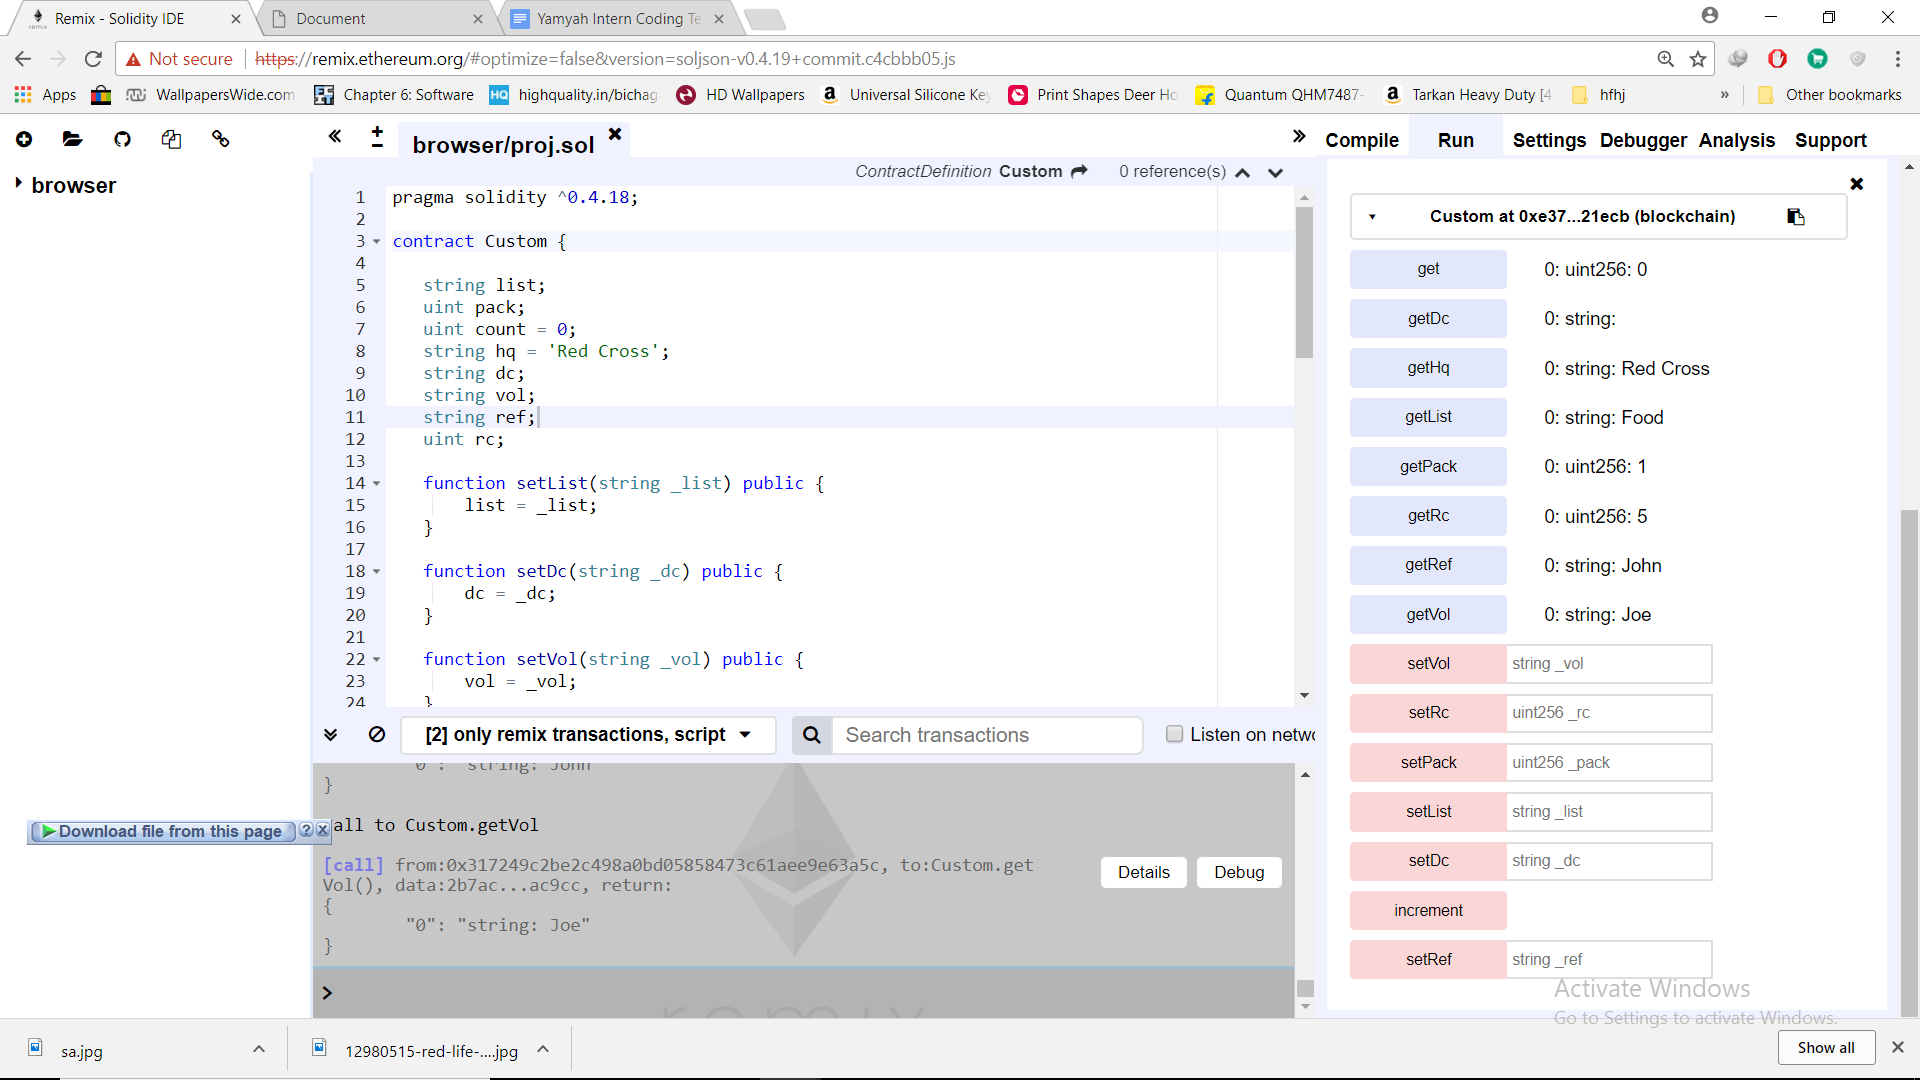 Remix - Solidity IDE
Document
Yamyah Intern Coding Te
Not secure https://remix.ethereum.org/#optimize=false&version=soljson-v0.4.19+commit.c4cbbb05.js
Apps WallpapersWide.com Chapter 6: Software HQ highquality.in/bichag HD Wallpapers a Universal Silicone Key Print Shapes Deer Ho Quantum QHM7487- a Tarkan Heavy Duty [4 hfhj » Other bookmarks
browser
browser/proj.sol
Compile Run Settings Debugger Analysis Support
ContractDefinition Custom 0 reference(s)
1 pragma solidity ^0.4.18;
2
3 contract Custom {
4
5 string list;
6 uint pack;
7 uint count = 0;
8 string hq = 'Red Cross';
9 string dc;
10 string vol;
11 string ref;
12 uint rc;
13
14 function setList(string _list) public {
15 list = _list;
16 }
17
18 function setDc(string _dc) public {
19 dc = _dc;
20 }
21
22 function setVol(string _vol) public {
23 vol = _vol;
24 }
[2] only remix transactions, script
Search transactions
Listen on netwo
0 : string: John
}
all to Custom.getVol
[call] from:0x317249c2be2c498a0bd05858473c61aee9e63a5c, to:Custom.get
Vol(), data:2b7ac...ac9cc, return:
{
"0": "string: Joe"
}
Details Debug
>
remix
Download file from this page ? x
Custom at 0xe37...21ecb (blockchain)
get 0: uint256: 0
getDc 0: string:
getHq 0: string: Red Cross
getList 0: string: Food
getPack 0: uint256: 1
getRc 0: uint256: 5
getRef 0: string: John
getVol 0: string: Joe
setVol string _vol
setRc uint256 _rc
setPack uint256 _pack
setList string _list
setDc string _dc
increment
setRef string _ref
Activate Windows
Go to Settings to activate Windows.
sa.jpg
12980515-red-life-....jpg
Show all